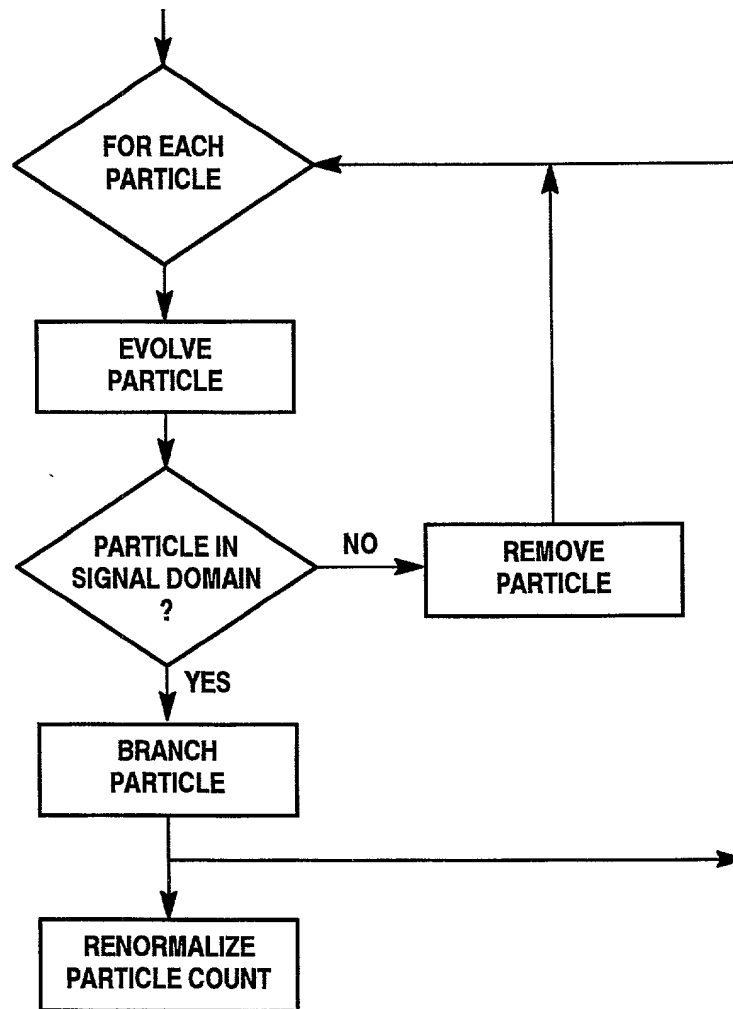 FOR EACH
PARTICLE
EVOLVE
PARTICLE
PARTICLE IN
SIGNAL DOMAIN
?
NO
REMOVE
PARTICLE
YES
BRANCH
PARTICLE
RENORMALIZE
PARTICLE COUNT